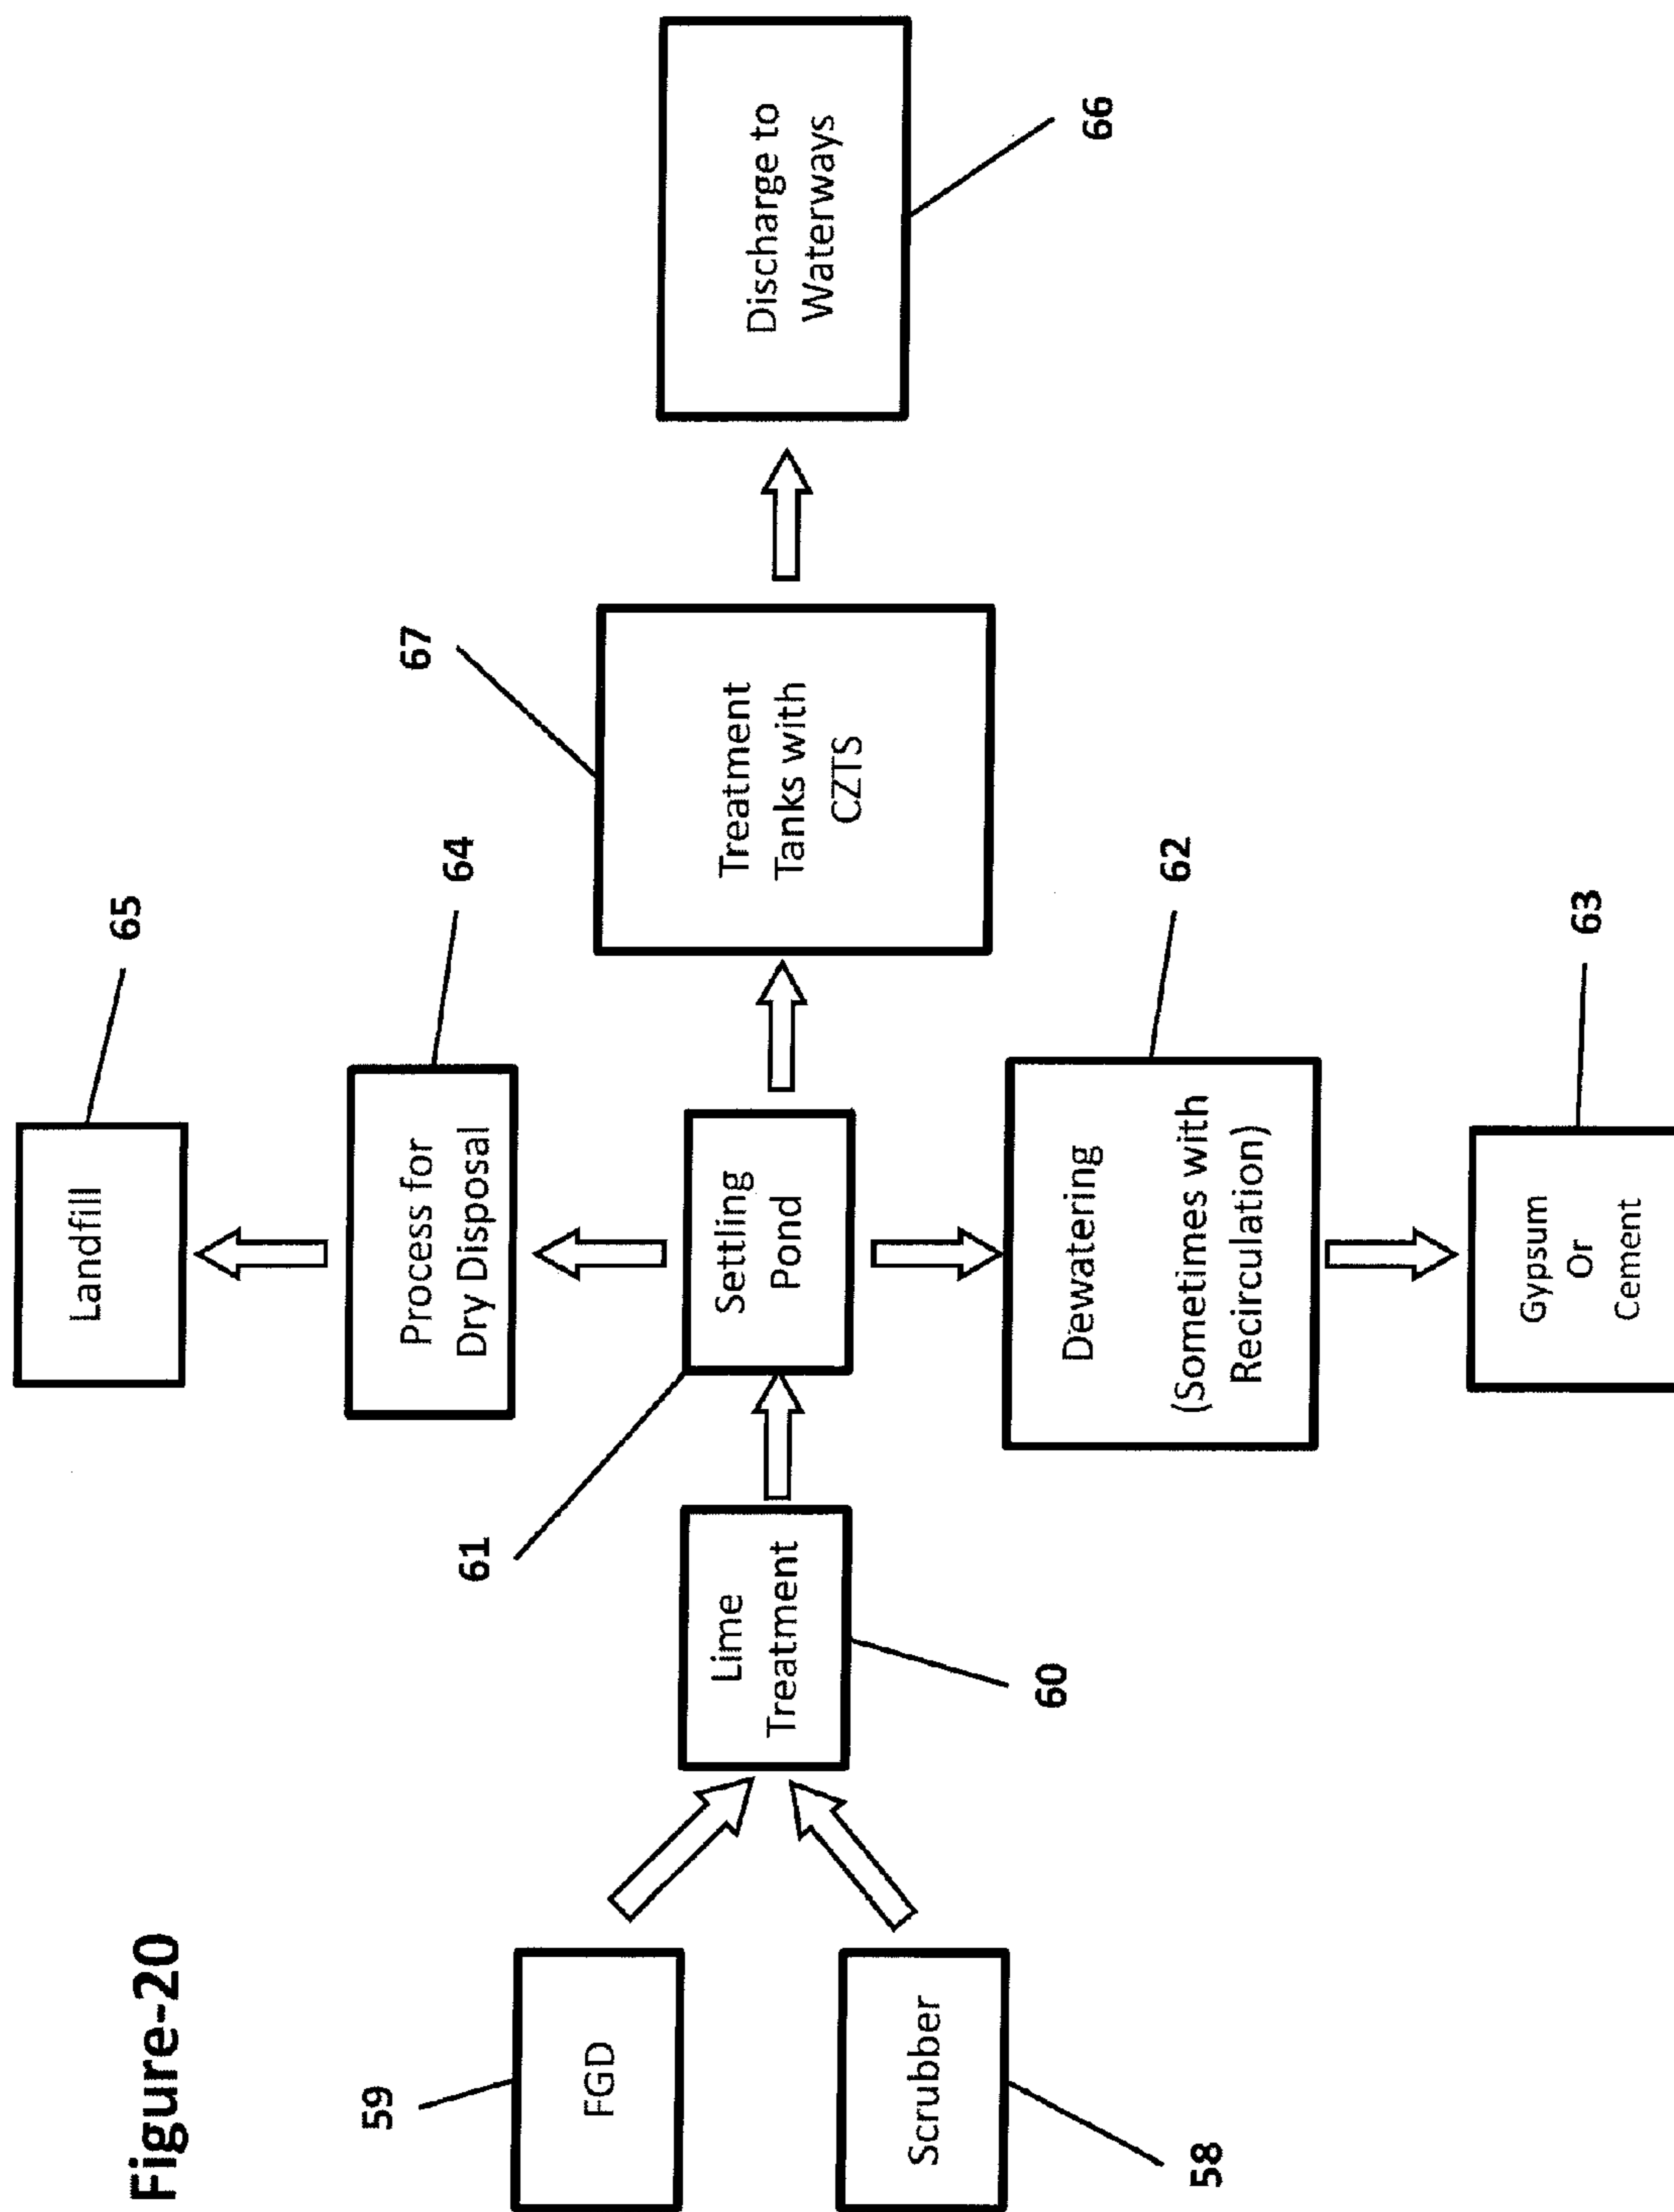 Figure-20
59
FGD
Scrubber
58
Lime
Treatment
60
61
Settling
Pond
65
Landfill
64
Process for
Dry Disposal
62
Dewatering
(Sometimes with
Recirculation)
63
Gypsum
Or
Cement
67
Treatment
Tanks with
CZTS
Discharge to
Waterways
66